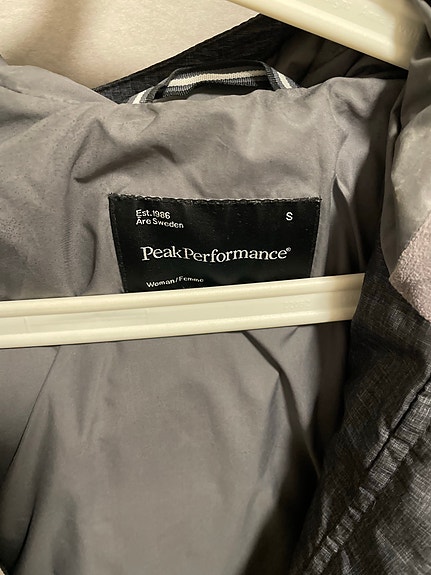 Est.1986
Åre Sweden
S
PeakPerformance®
Woman/Femme